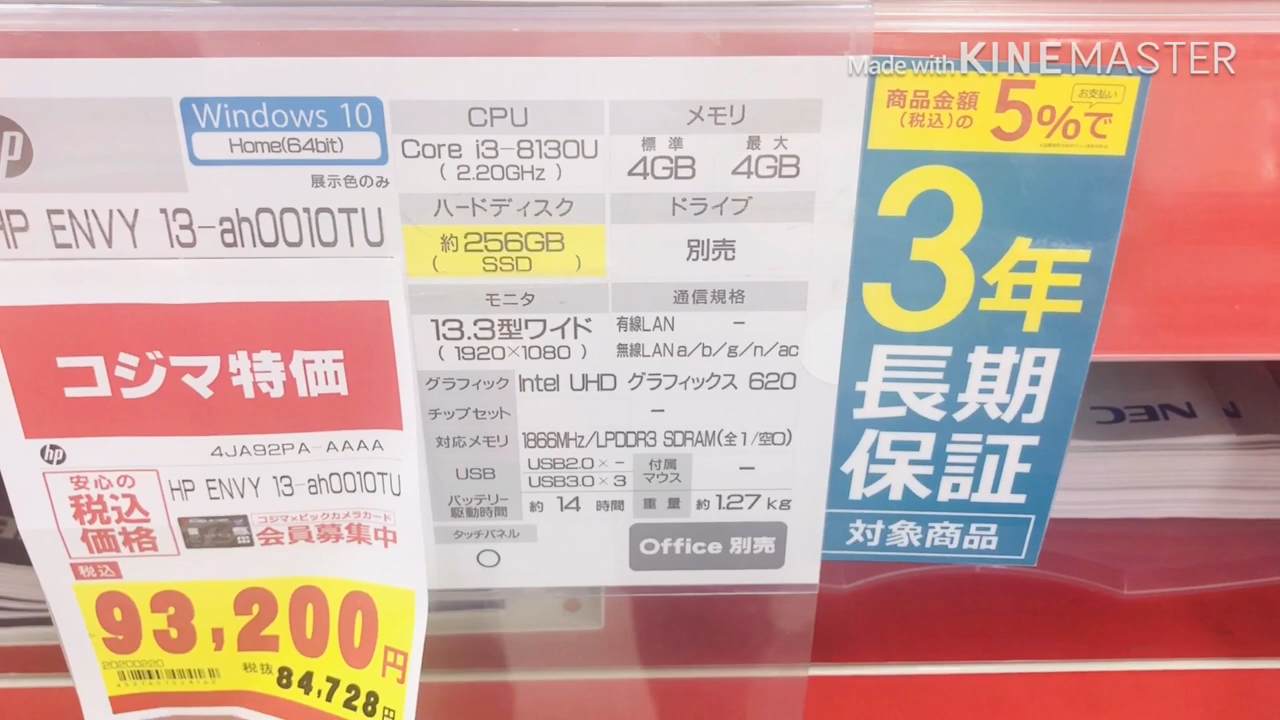 Made with KINEMASTER
hp
Windows 10
Home(64bit)
展示色のみ
HP ENVY 13-ah0010TU
CPU
Core i3-8130U
( 2.20GHz )
メモリ
標準 最大
4GB 4GB
ハードディスク
約256GB
( SSD )
ドライブ
別売
モニタ
13.3型ワイド
( 1920×1080 )
通信規格
有線LAN −
無線LAN a/b/g/n/ac
グラフィック Intel UHD グラフィックス 620
チップセット −
対応メモリ 1866MHz/LPDDR3 SDRAM(全1/空0)
USB
USB2.0 × −
USB3.0 × 3
付属
マウス
−
バッテリー
駆動時間
約 14 時間
重量 約 1.27 kg
タッチパネル
○
Office 別売
コジマ特価
hp
4JA92PA-AAAA
安心の
税込
価格
HP ENVY 13-ah0010TU
コジマ×ビックカメラカード
会員募集中
税込
93,200円
20200220
税抜 84,728円
商品金額
(税込)の
5%で
お支払い
3年
長期
保証
対象商品
NEC